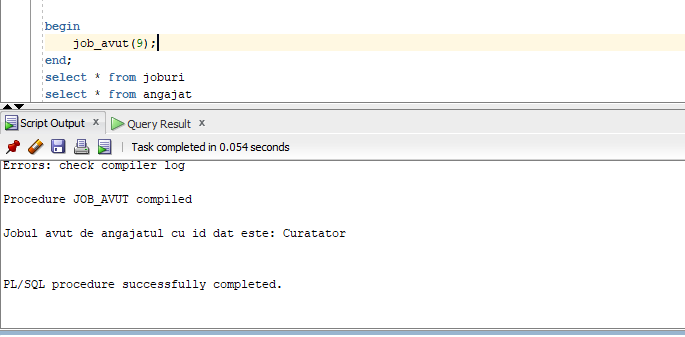 begin
job_avut(9);
end;
select * from joburi
select * from angajat
Script Output x Query Result x
Task completed in 0.054 seconds
Errors: check compiler log
Procedure JOB_AVUT compiled
Jobul avut de angajatul cu id dat este: Curatator
PL/SQL procedure successfully completed.